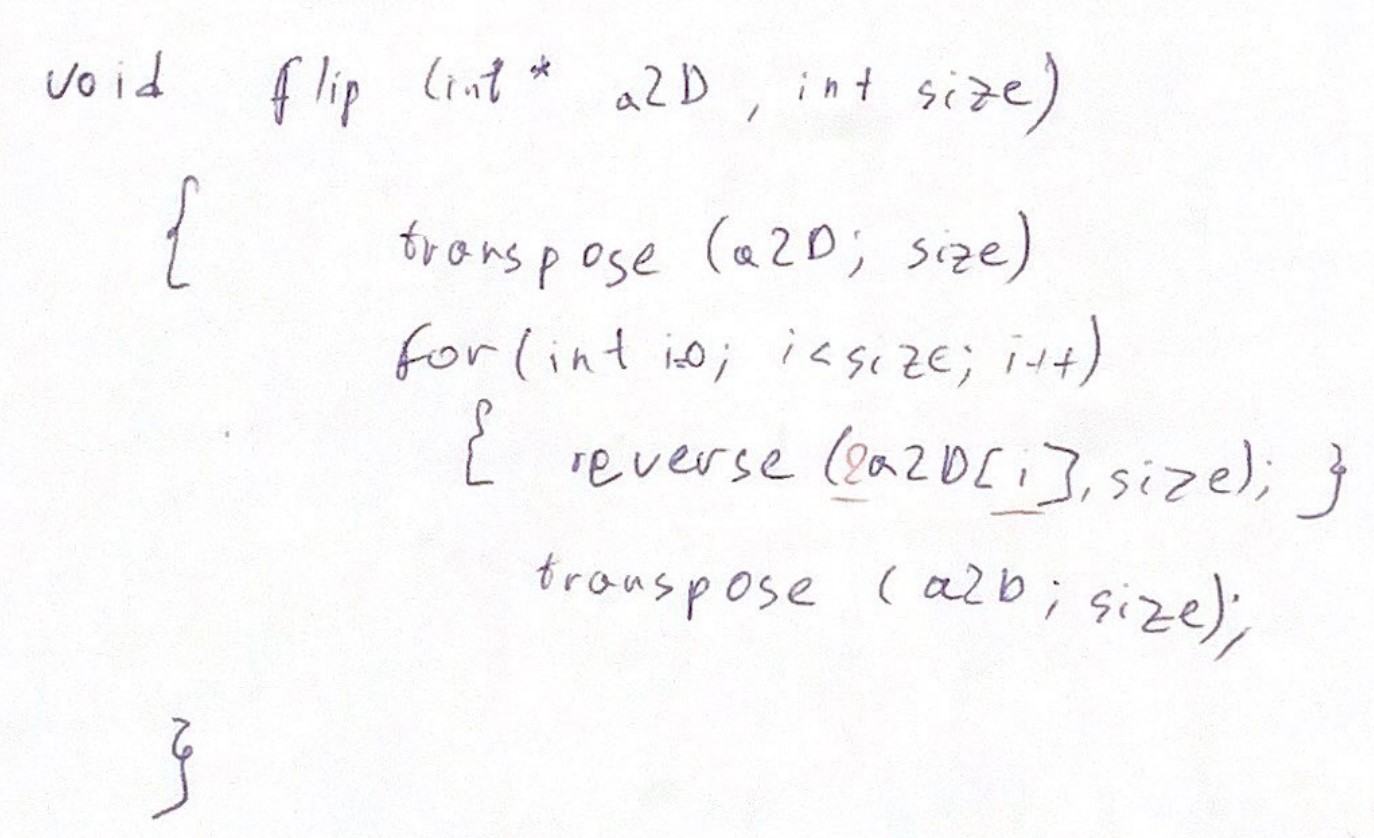 void flip (int* a2D, int size)
{ transpose (a2D; size)
for(int i=0; i<size; i++)
{ reverse (&a2D[i], size); }
transpose (a2D; size);
}